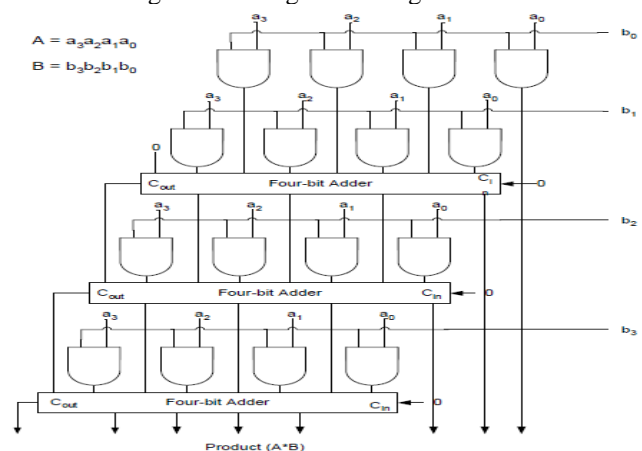 a3 a2 a1 a0
A = a3a2a1a0
b0
B = b3b2b1b0
a3 a2 a1 a0
b1
0
Cout Four-bit Adder Ci 0
a3 a2 a1 a0
b2
Cout Four-bit Adder Cin 0
a3 a2 a1 a0
b3
Cout Four-bit Adder Cin 0
Product (A*B)